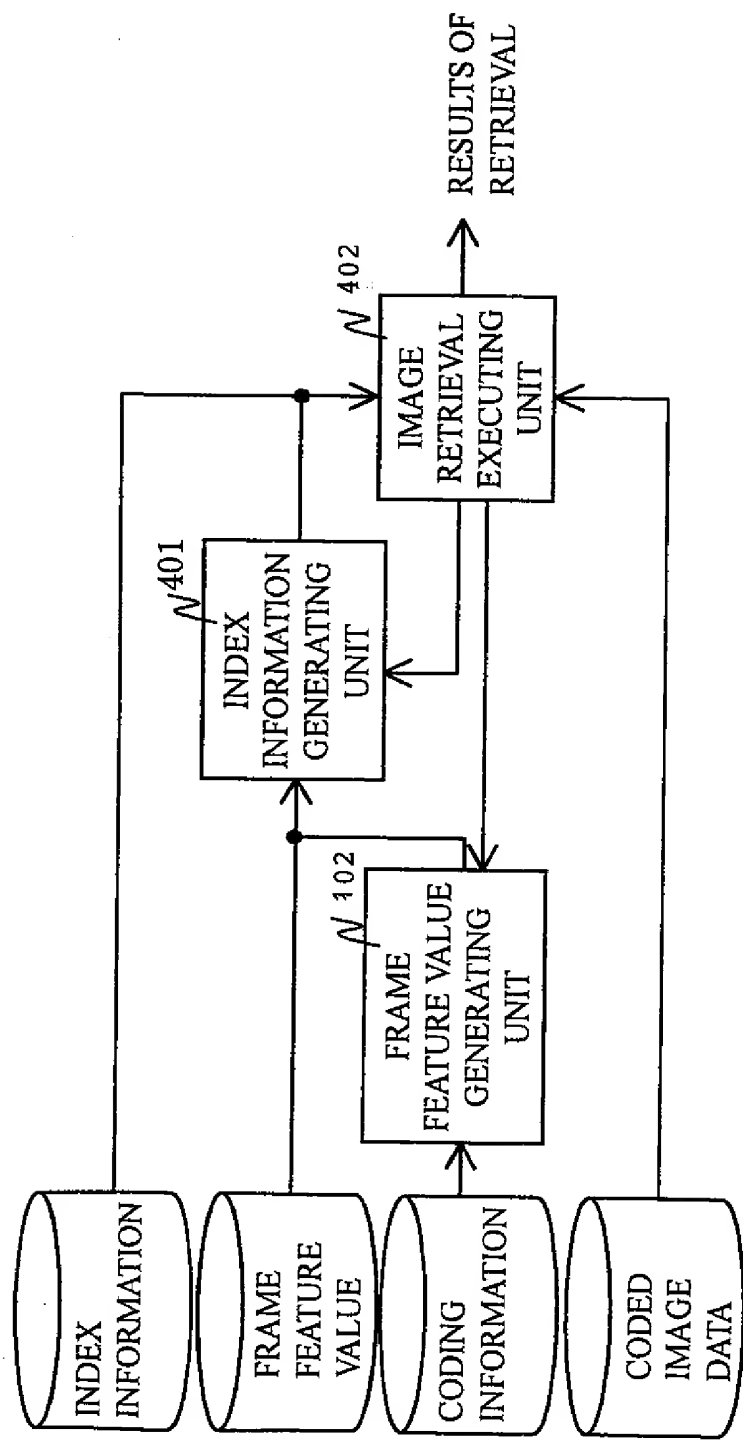 INDEX
INFORMATION
FRAME
FEATURE
VALUE
CODING
INFORMATION
CODED
IMAGE
DATA
102
FRAME
FEATURE VALUE
GENERATING
UNIT
401
INDEX
INFORMATION
GENERATING
UNIT
402
IMAGE
RETRIEVAL
EXECUTING
UNIT
RESULTS OF
RETRIEVAL